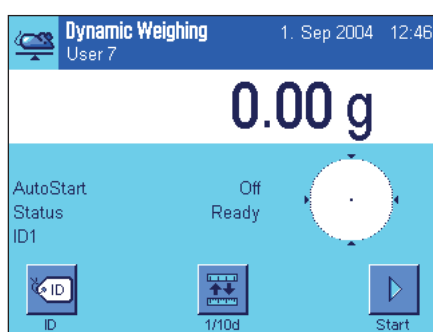 Dynamic Weighing 1. Sep 2004 12:46
User 7
0.00 g
AutoStart Off
Status Ready
ID1
ID
ID 1/10d Start